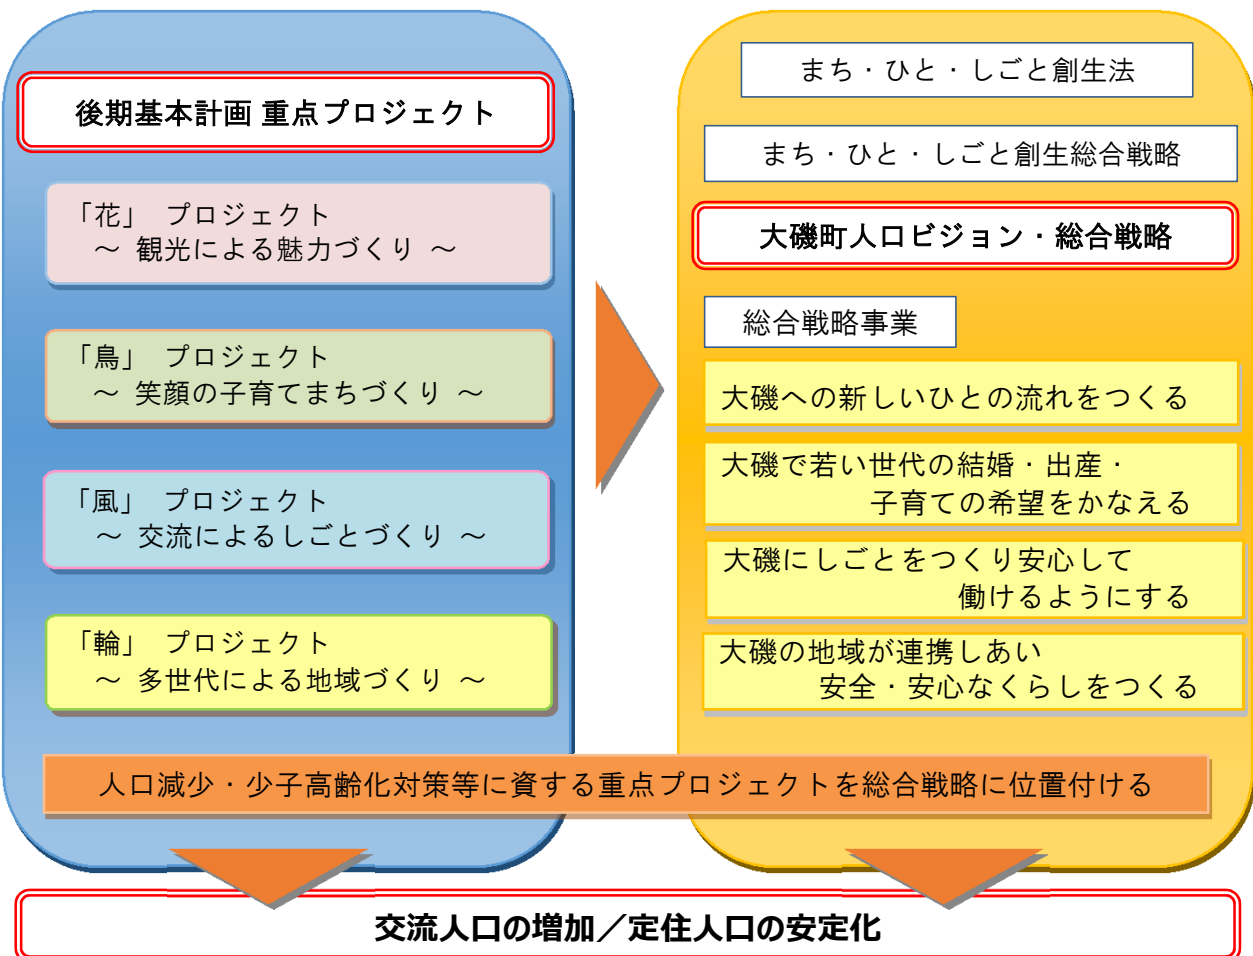 後期基本計画 重点プロジェクト
「花」 プロジェクト
～ 観光による魅力づくり ～
「鳥」 プロジェクト
～ 笑顔の子育てまちづくり ～
「風」 プロジェクト
～ 交流によるしごとづくり ～
「輪」 プロジェクト
～ 多世代による地域づくり ～
まち・ひと・しごと創生法
まち・ひと・しごと創生総合戦略
大磯町人口ビジョン・総合戦略
総合戦略事業
大磯への新しいひとの流れをつくる
大磯で若い世代の結婚・出産・
子育ての希望をかなえる
大磯にしごとをつくり安心して
働けるようにする
大磯の地域が連携しあい
安全・安心なくらしをつくる
人口減少・少子高齢化対策等に資する重点プロジェクトを総合戦略に位置付ける
交流人口の増加／定住人口の安定化